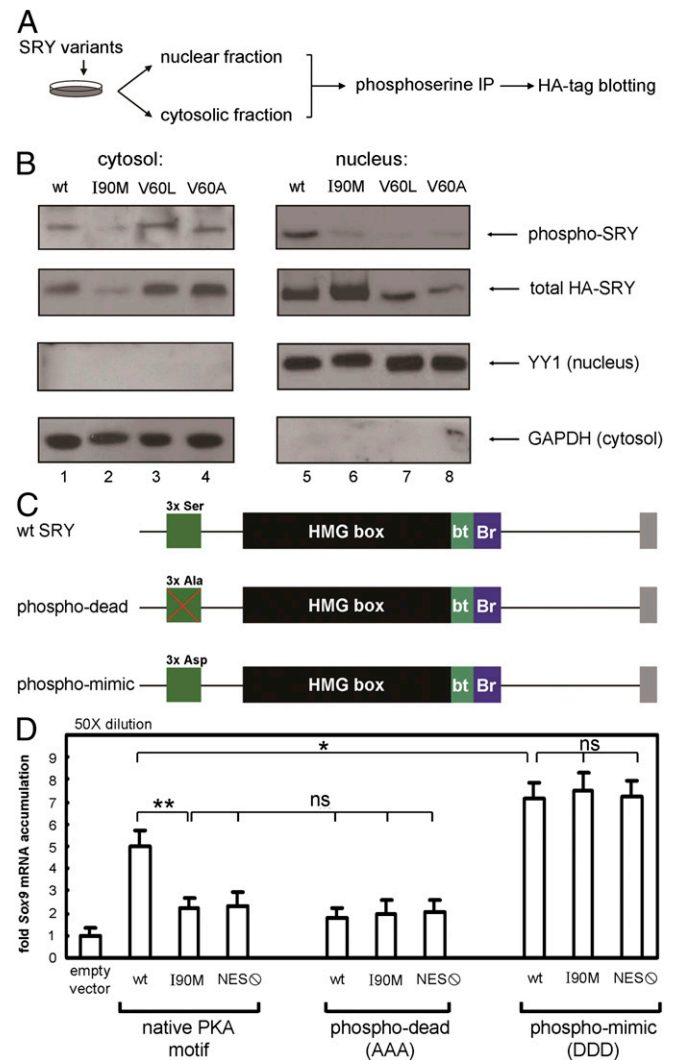 A
SRY variants
nuclear fraction
cytosolic fraction
phosphoserine IP
HA-tag blotting
B
cytosol:
nucleus:
wt I90M V60L V60A
wt I90M V60L V60A
phospho-SRY
total HA-SRY
YY1 (nucleus)
GAPDH (cytosol)
1 2 3 4 5 6 7 8
C
3x Ser
wt SRY
HMG box bt Br
3x Ala
phospho-dead
HMG box bt Br
3x Asp
phospho-mimic
HMG box bt Br
D
50X dilution
fold Sox9 mRNA accumulation
9
8
7
6
5
4
3
2
1
0
*
**
ns
ns
empty vector
wt I90M NES⃠
wt I90M NES⃠
wt I90M NES⃠
native PKA motif
phospho-dead (AAA)
phospho-mimic (DDD)